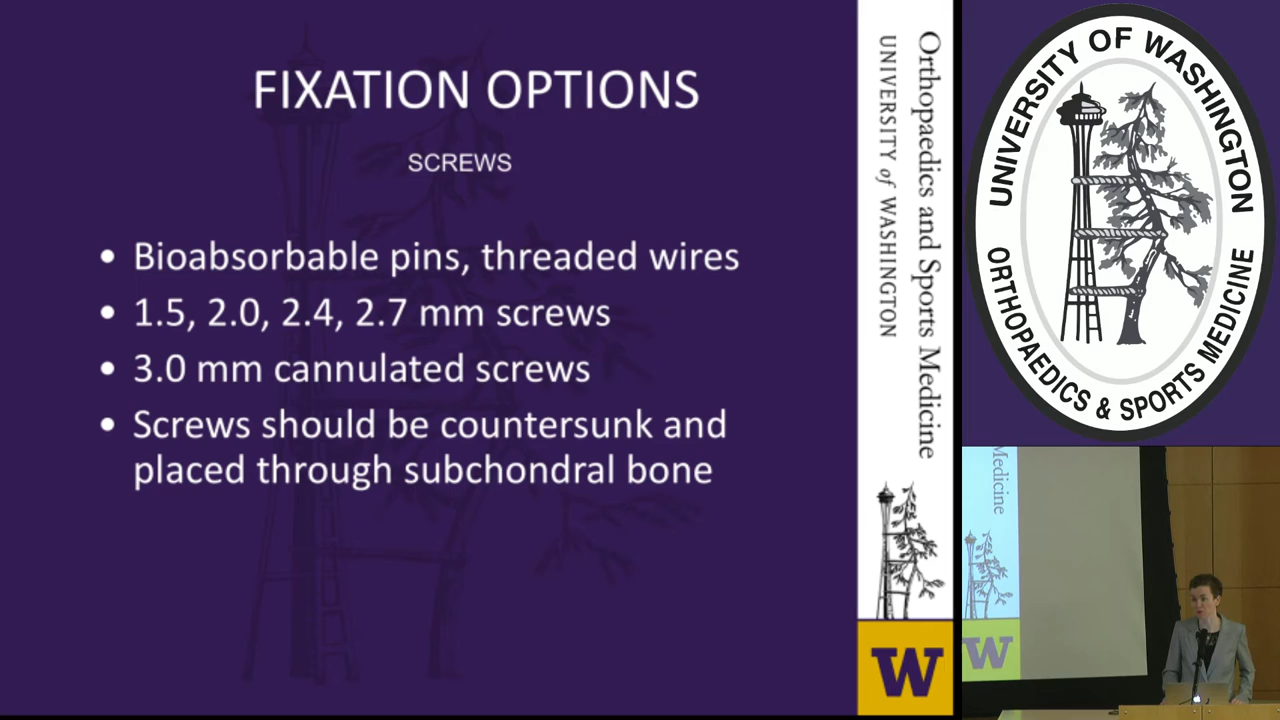 FIXATION OPTIONS
SCREWS
• Bioabsorbable pins, threaded wires
• 1.5, 2.0, 2.4, 2.7 mm screws
• 3.0 mm cannulated screws
• Screws should be countersunk and
placed through subchondral bone
Orthopaedics and Sports Medicine
UNIVERSITY of WASHINGTON
W
UNIVERSITY OF WASHINGTON
ORTHOPAEDICS & SPORTS MEDICINE
Medicine
W